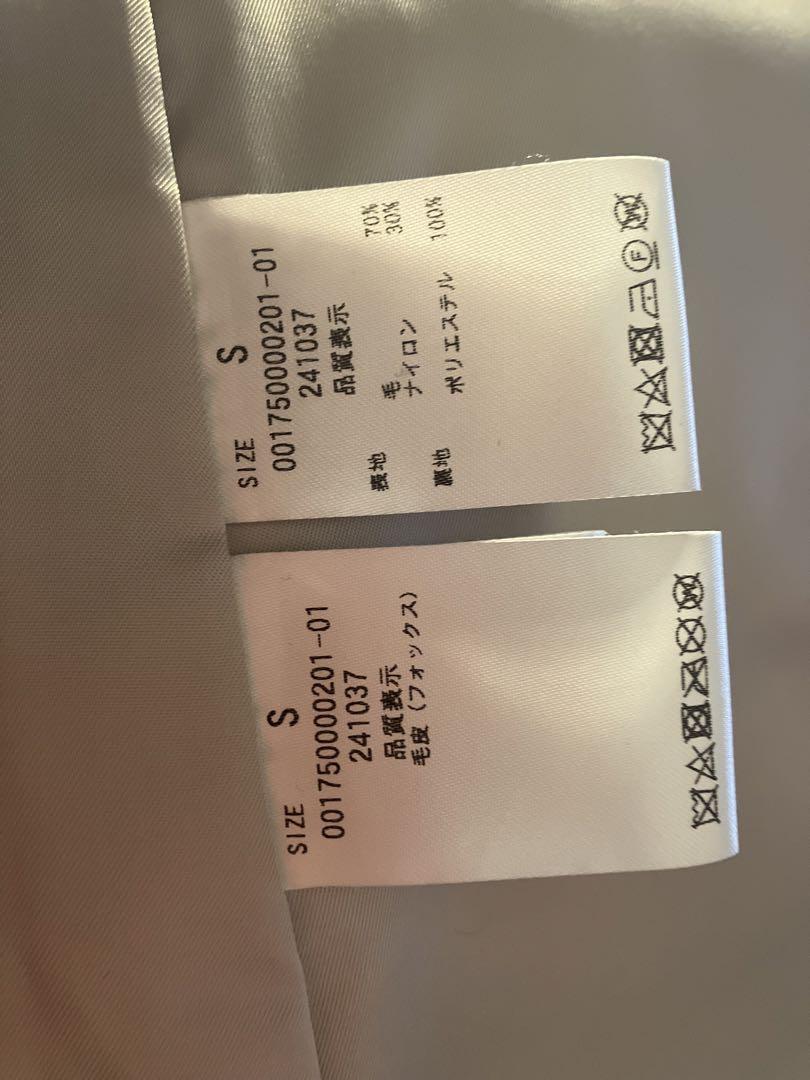 SIZE S
001750000201-01
241037
品質表示
表地 毛 70%
ナイロン 30%
裏地 ポリエステル 100%
SIZE S
001750000201-01
241037
品質表示
毛皮(フォックス)